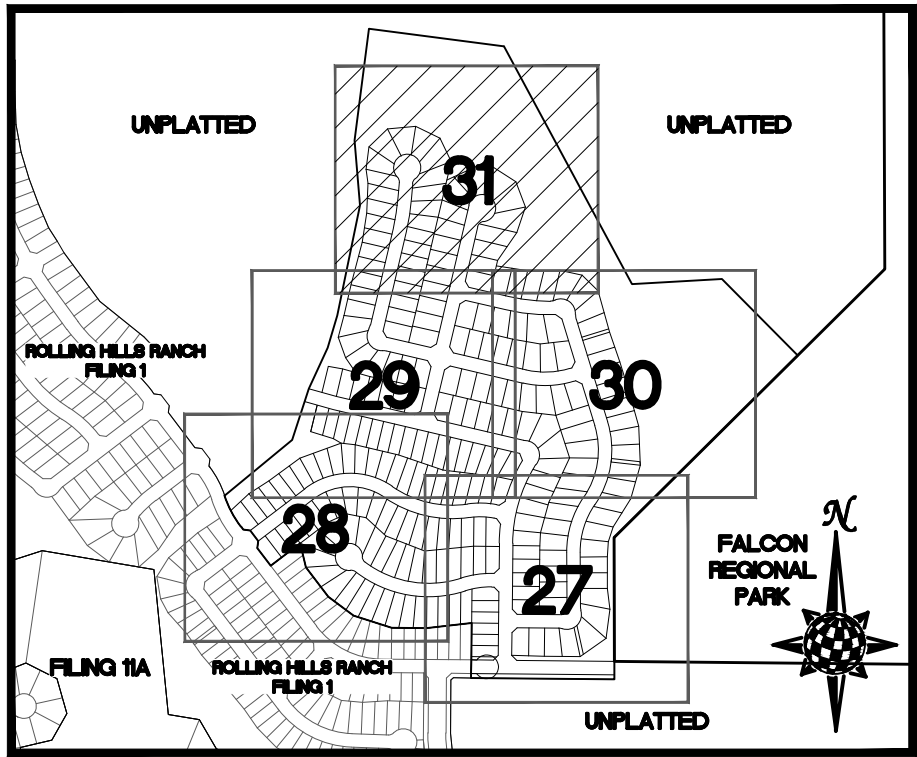 UNPLATTED
UNPLATTED
31
ROLLING HILLS RANCH
FILING 1
29
30
28
N
FALCON
REGIONAL
PARK
27
FILING 11A
ROLLING HILLS RANCH
FILING 1
UNPLATTED